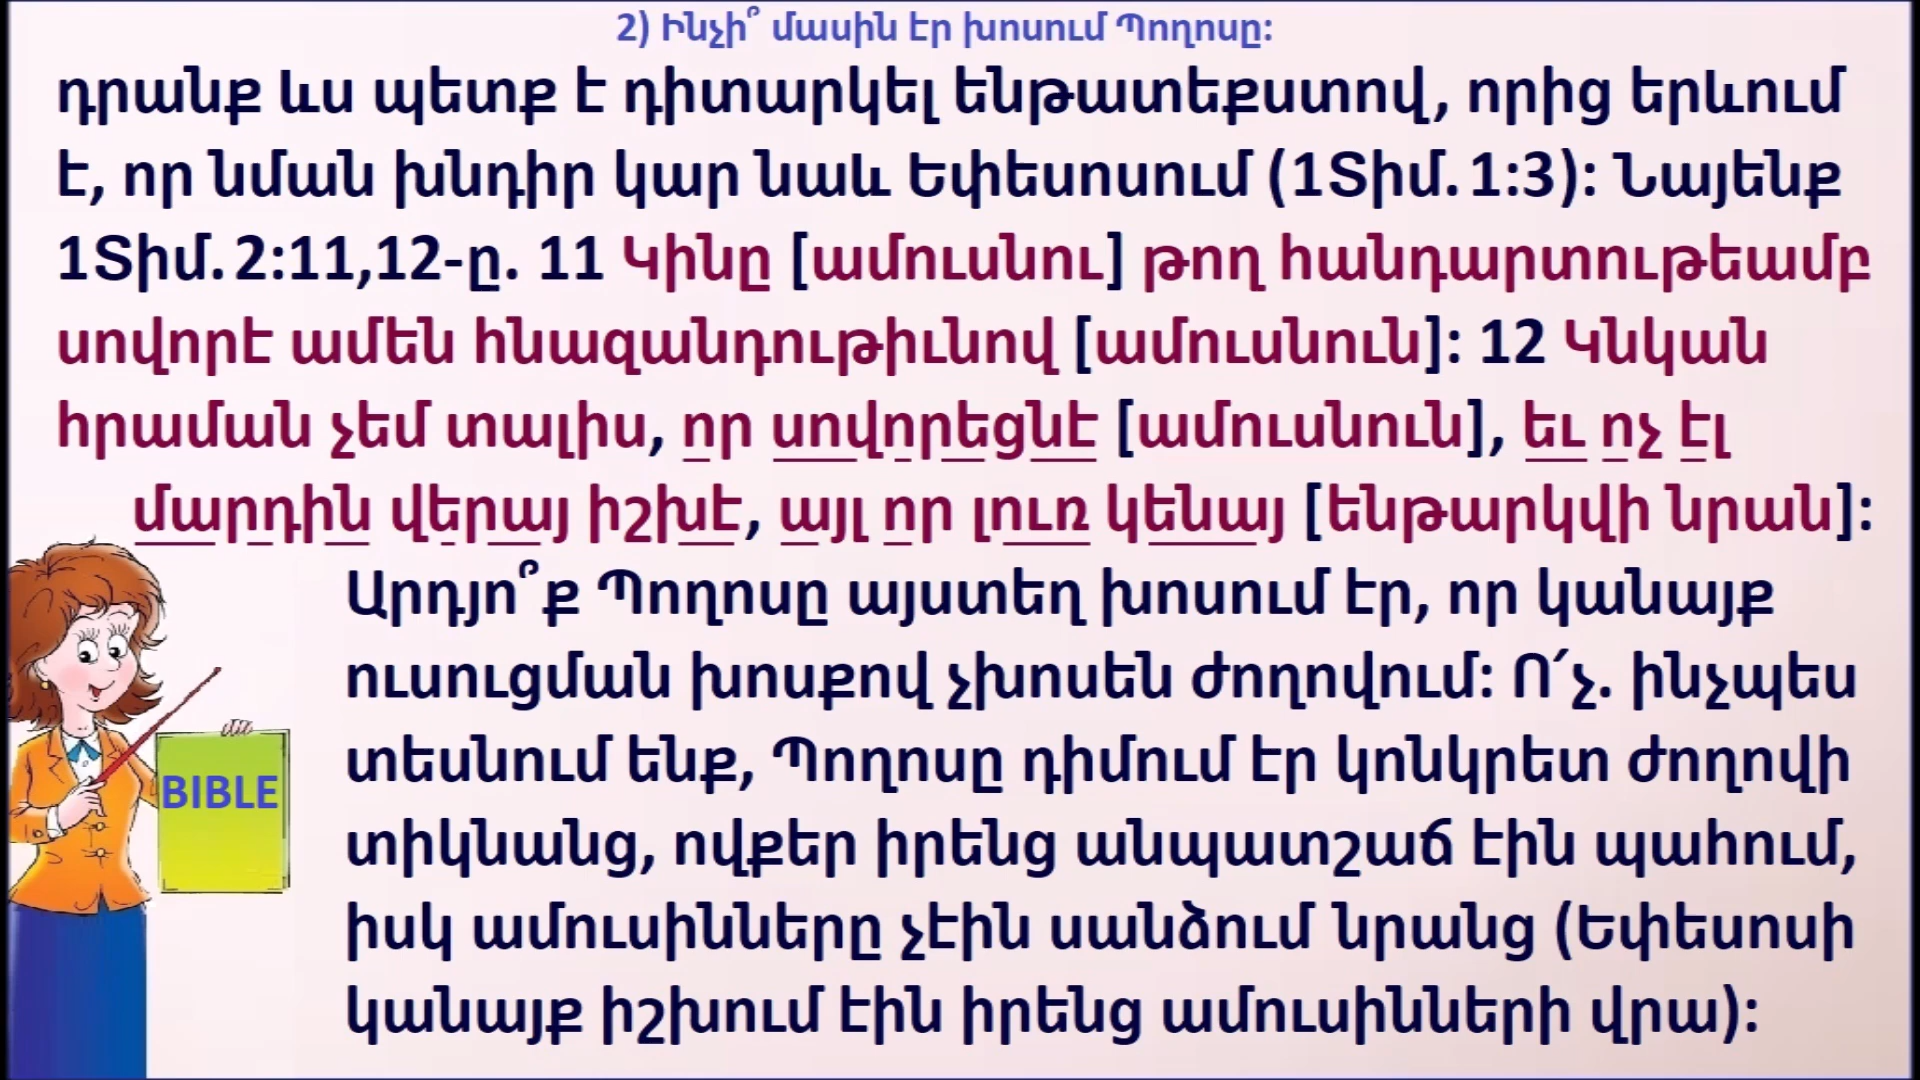 2) Ինչի՞ մասին էր խոսում Պողոսը:
դրանք ևս պետք է դիտարկել ենթատեքստով, որից երևում
է, որ նման խնդիր կար նաև Եփեսոսում (1Տիմ. 1:3): Նայենք
1Տիմ. 2:11,12-ը. 11 Կինը [ամուսնու] թող հանդարտութեամբ
սովորէ ամեն հնազանդութիւնով [ամուսնուն]: 12 Կնկան
հրաման չեմ տալիս, որ սովորեցնէ [ամուսնուն], եւ ոչ էլ
մարդին վերայ իշխէ, այլ որ լուռ կենայ [ենթարկվի նրան]:
Արդյո՞ք Պողոսը այստեղ խոսում էր, որ կանայք
ուսուցման խոսքով չխոսեն ժողովում: Ո՛չ. ինչպես
տեսնում ենք, Պողոսը դիմում էր կոնկրետ ժողովի
տիկնանց, ովքեր իրենց անպատշաճ էին պահում,
իսկ ամուսինները չէին սանձում նրանց (Եփեսոսի
կանայք իշխում էին իրենց ամուսինների վրա):
BIBLE